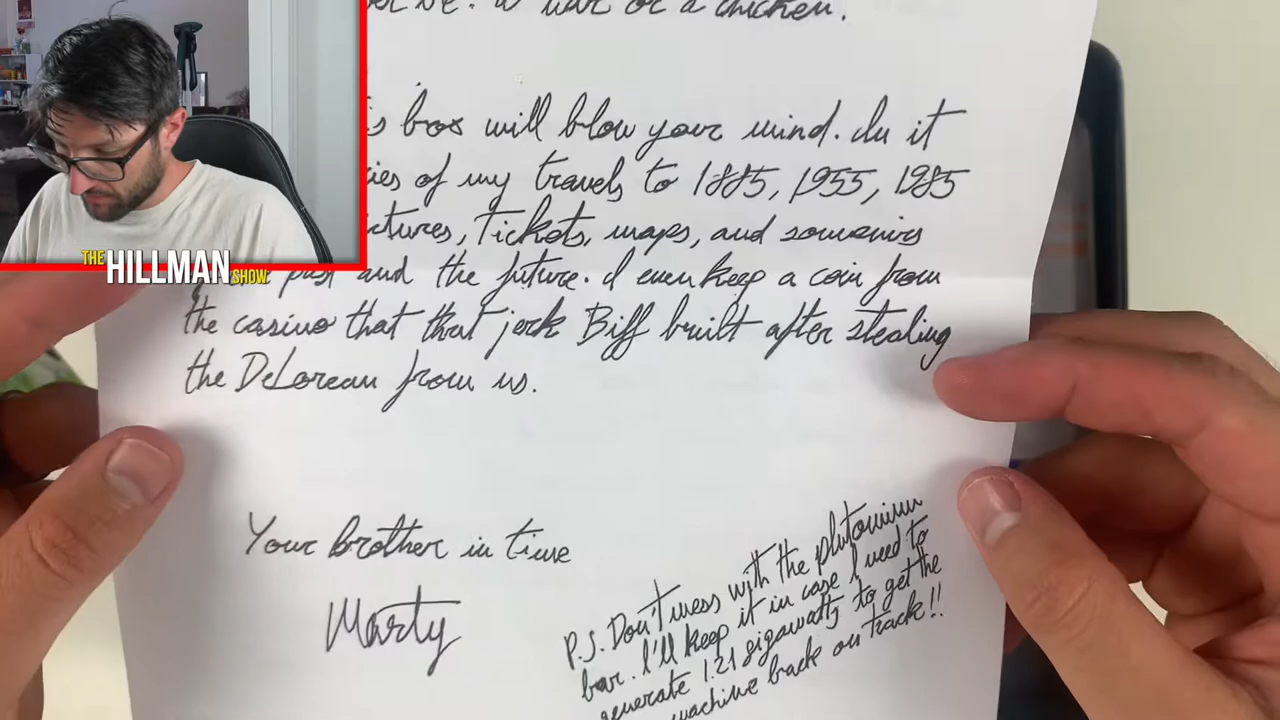 a chicken.
box will blow your mind. In it
of my travels to 1885, 1955, 1985
Tickets, maps, and souvenirs
past and the future. I even keep a coin from
the casino that that jerk Biff built after stealing
the DeLorean from us.
Your brother in time
Marty
P.S. Don't mess with the plutonium
bar. I'll keep it in case I need to
generate 1.21 gigawatts to get the
machine back on track!!
THE HILLMAN SHOW